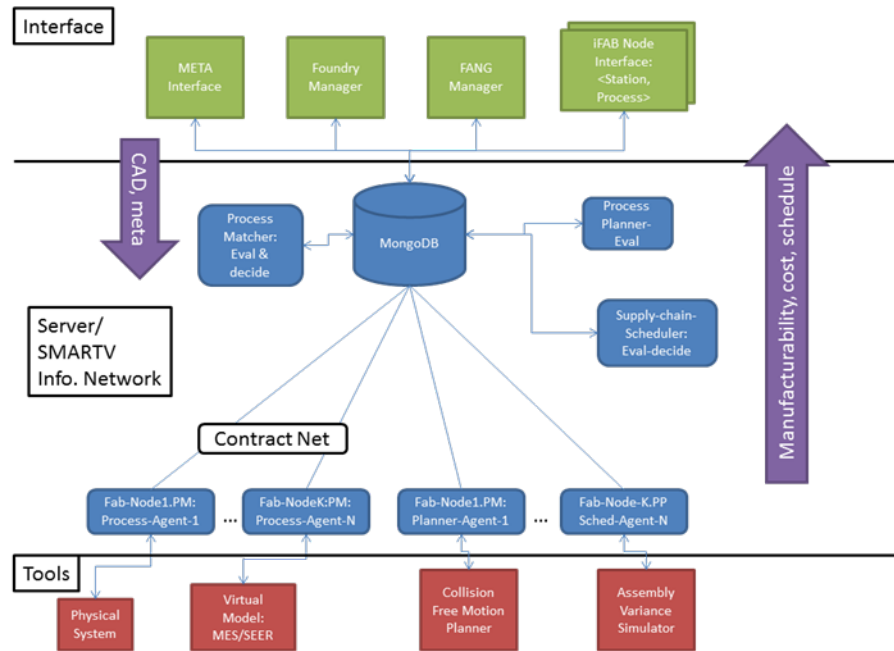 Interface
META
Interface
Foundry
Manager
FANG
Manager
iFAB Node
Interface:
<Station,
Process>
CAD, meta
Manufacturability, cost, schedule
Process
Matcher:
Eval &
decide
MongoDB
Process
Planner-
Eval
Supply-chain-
Scheduler:
Eval-decide
Server/
SMARTV
Info. Network
Contract Net
Fab-Node1.PM:
Process-Agent-1
...
Fab-NodeK:PM:
Process-Agent-N
Fab-Node1.PM:
Planner-Agent-1
...
Fab-Node-K.PP
Sched-Agent-N
Tools
Physical
System
Virtual
Model:
MES/SEER
Collision
Free Motion
Planner
Assembly
Variance
Simulator